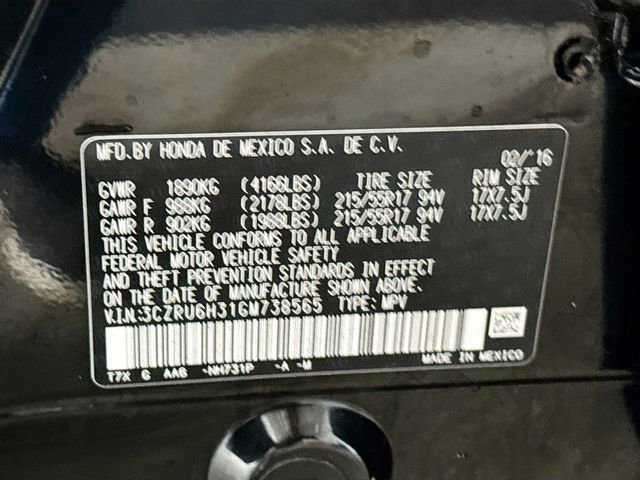 MFD.BY HONDA DE MEXICO S.A. DE C.V. 02/'16
GVWR 1890KG (4166LBS) TIRE SIZE RIM SIZE
GAWR F 988KG (2178LBS) 215/55R17 94V 17X7.5J
GAWR R 902KG (1988LBS) 215/55R17 94V 17X7.5J
THIS VEHICLE CONFORMS TO ALL APPLICABLE
FEDERAL MOTOR VEHICLE SAFETY
AND THEFT PREVENTION STANDARDS IN EFFECT
ON THE DATE OF MANUFACTURE SHOWN ABOVE.
V.I.N.:3CZRU6H31GM738565 TYPE: MPV
MADE IN MEXICO
T7X G AAB -NH731P -A -M